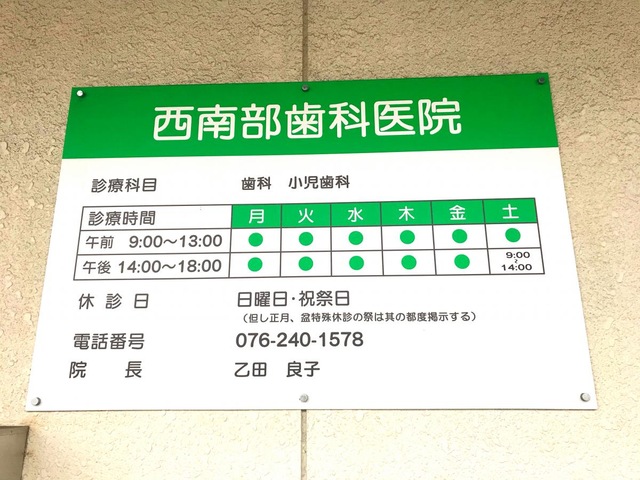 西南部歯科医院
診療科目 歯科 小児歯科
診療時間 月 火 水 木 金 土
午前 9:00〜13:00 ● ● ● ● ● ●
午後 14:00〜18:00 ● ● ● ● ● 9:00〜14:00
休診日 日曜日・祝祭日
（但し正月、盆特殊休診の祭は其の都度掲示する）
電話番号 076-240-1578
院長 乙田 良子